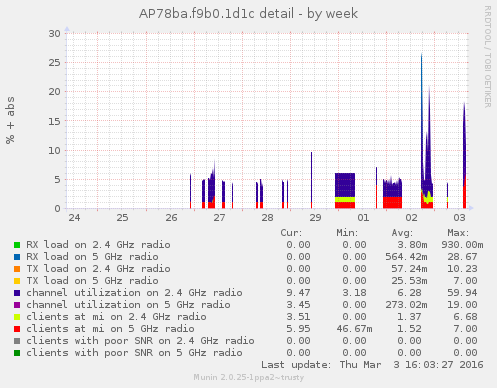 AP78ba.f9b0.1d1c detail - by week
RRDTOOL / TOBI OETIKER
% + abs
30
25
20
15
10
5
0
24 25 26 27 28 29 01 02 03
Cur: Min: Avg: Max:
RX load on 2.4 GHz radio 0.00 0.00 3.80m 930.00m
RX load on 5 GHz radio 0.00 0.00 564.42m 28.67
TX load on 2.4 GHz radio 0.00 0.00 57.24m 10.23
TX load on 5 GHz radio 0.00 0.00 25.53m 7.00
channel utilization on 2.4 GHz radio 9.47 3.18 6.28 59.94
channel utilization on 5 GHz radio 3.45 0.00 273.02m 19.00
clients at mi on 2.4 GHz radio 3.51 0.00 1.37 6.68
clients at mi on 5 GHz radio 5.95 46.67m 1.52 7.00
clients with poor SNR on 2.4 GHz radio 0.00 0.00 0.00 0.00
clients with poor SNR on 5 GHz radio 0.00 0.00 0.00 0.00
Last update: Thu Mar 3 16:03:27 2016
Munin 2.0.25-1ppa2~trusty